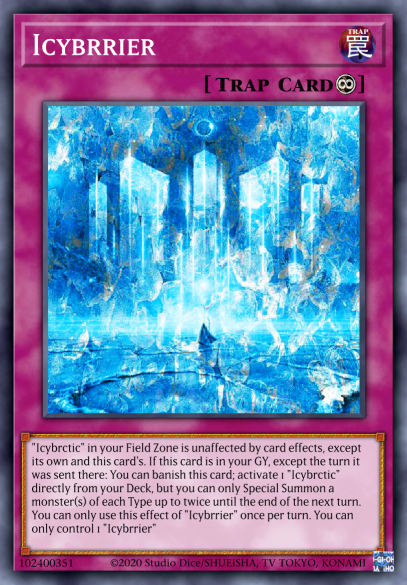 Icybrrier
TRAP
罠
[Trap Card♾]
"Icybrctic" in your Field Zone is unaffected by card effects, except
its own and this card's. If this card is in your GY, except the turn it
was sent there: You can banish this card; activate 1 "Icybrctic"
directly from your Deck, but you can only Special Summon a
monster(s) of each Type up to twice until the end of the next turn.
You can only use this effect of "Icybrrier" once per turn. You can
only control 1 "Icybrrier"
102400351 ©2020 Studio Dice/SHUEISHA, TV TOKYO, KONAMI